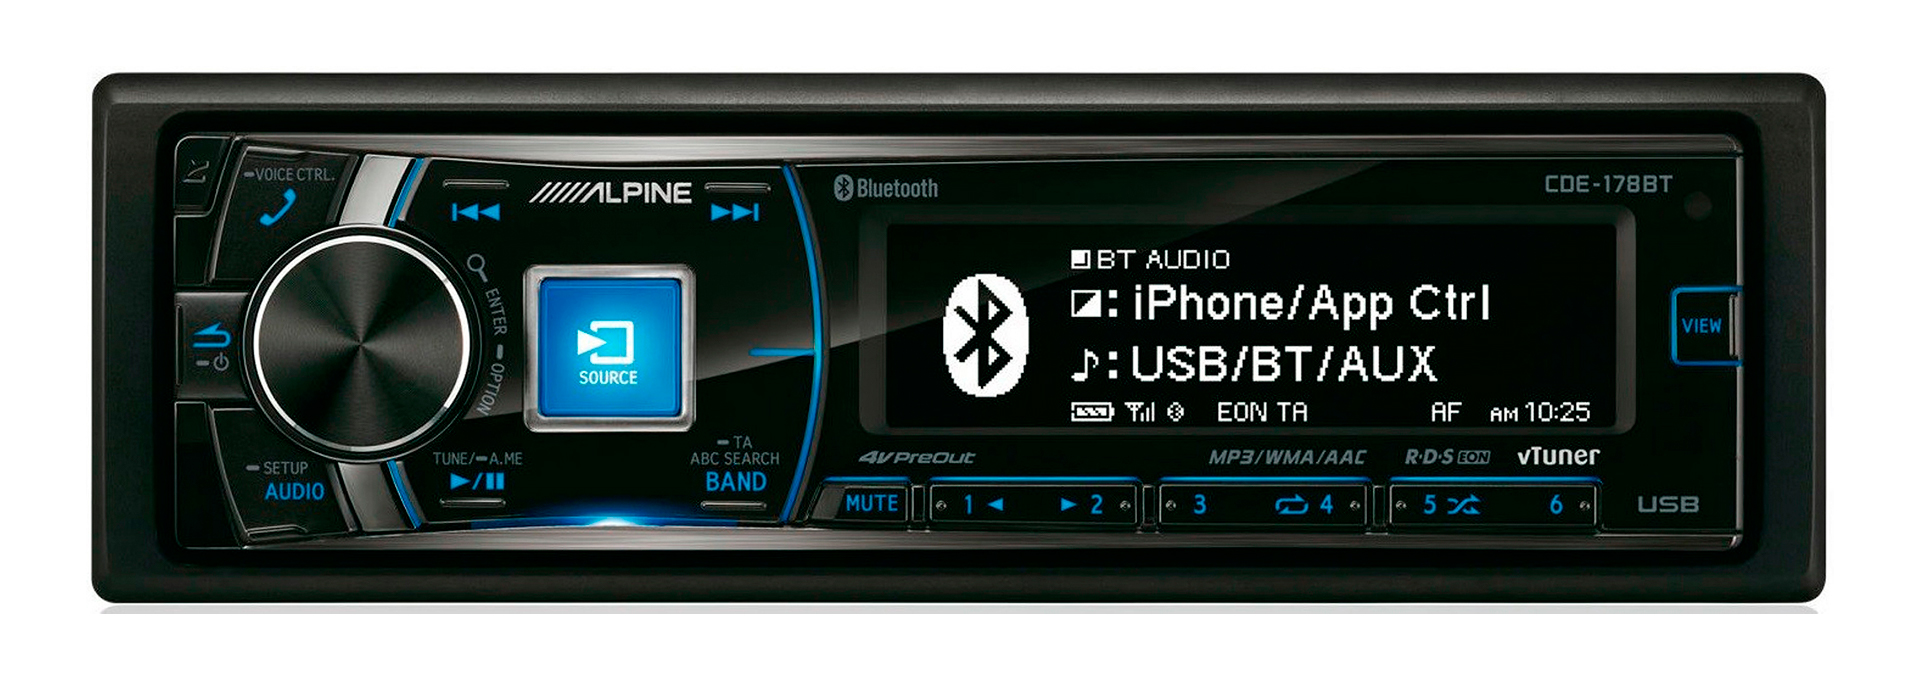 VOICE CTRL.
ALPINE
Bluetooth
CDE-178BT
BT AUDIO
: iPhone/App Ctrl
♪: USB/BT/AUX
EON TA AF AM 10:25
VIEW
ENTER
OPTION
SOURCE
SETUP
AUDIO
TUNE/ A.ME
TA
ABC SEARCH
BAND
4V PreOut
MP3/WMA/AAC
R·D·S EON
vTuner
MUTE
1 2 3 4 5 6
USB